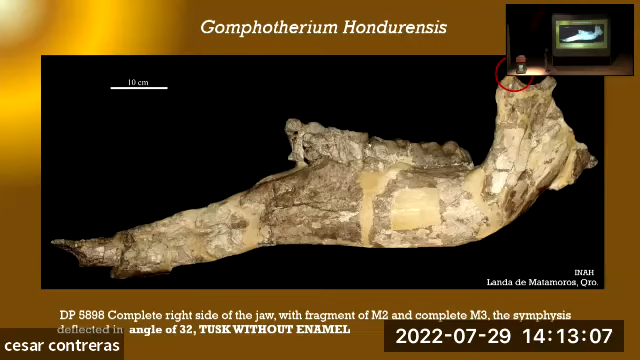 Gomphotherium Hondurensis
10 cm
INAH
Landa de Matamoros, Qro.
DP 5898 Complete right side of the jaw, with fragment of M2 and complete M3, the symphysis
deflected in angle of 32, TUSK WITHOUT ENAMEL
cesar contreras
2022-07-29 14:13:07